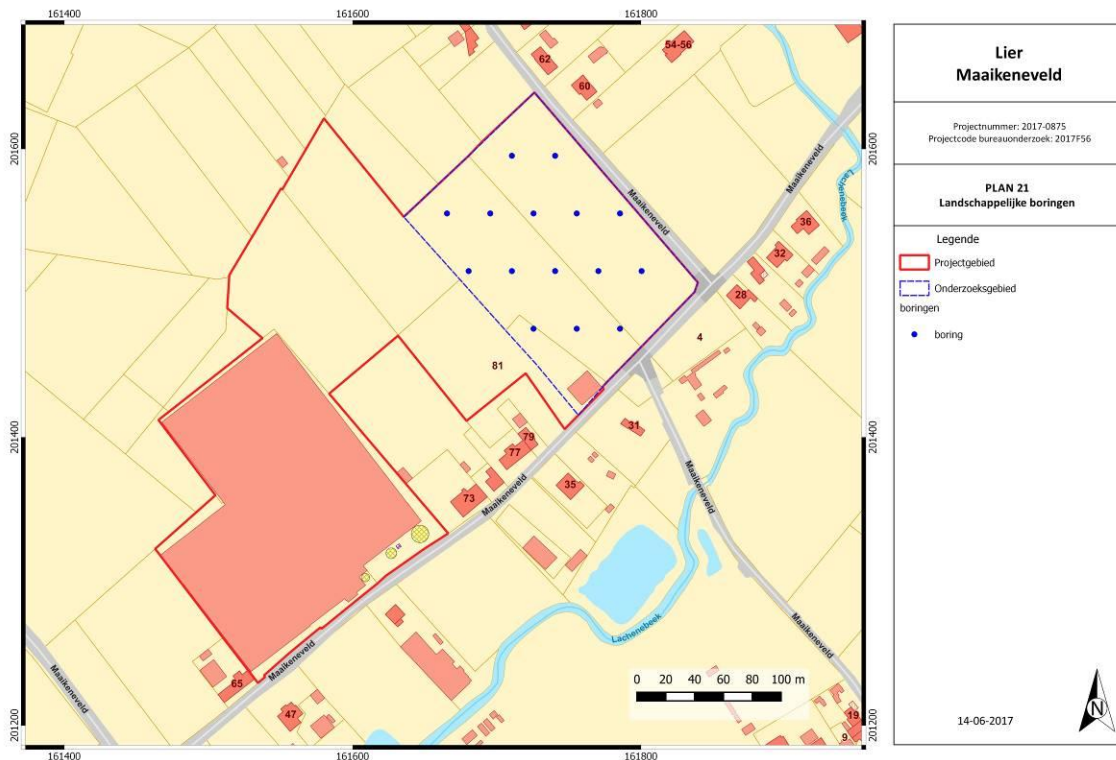 161400 161600 161800
62
54-56
60
201600
201600
Maaikeneveld
Maaikeneveld
Lachenebeek
36
32
28
4
81
31
201400
201400
79
77
35
73
Maaikeneveld
Maaikeneveld
Lachenebeek
Maaikeneveld
Maaikeneveld
Maaikeneveld
65
47
0 20 40 60 80 100 m
19
9
201200
201200
161400 161600 161800
Lier
Maaikeneveld
Projectnummer: 2017-0875
Projectcode bureauonderzoek: 2017F56
PLAN 21
Landschappelijke boringen
Legende
Projectgebied
Onderzoeksgebied
boringen
boring
14-06-2017
N